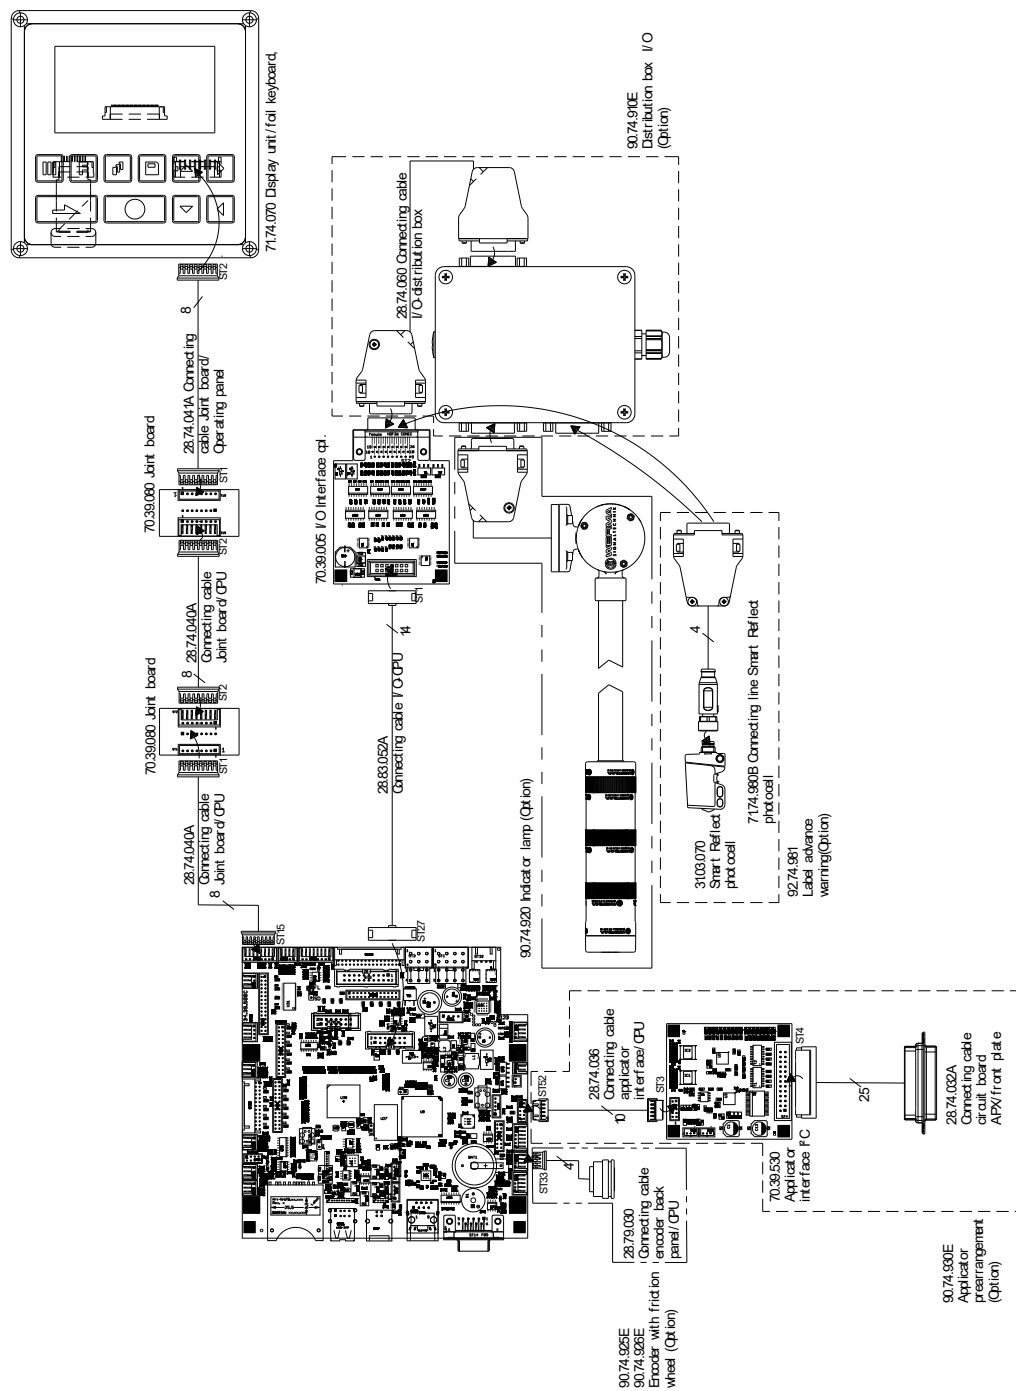 71.74.070 Display unit/foil keyboard,
ST2
8
28.74.041A Connecting
cable Joint board/
Operating panel
70.39.080 Joint board
ST1
ST2
28.74.040A
Connecting cable
Joint board/CPU
8
70.39.080 Joint board
ST2
ST1
28.74.040A
Connecting cable
Joint board/CPU
8
ST15
90.74.910E
Distribution box I/O
(Option)
28.74.060 Connecting cable
I/O-distribution box
70.39.005 I/O Interface cpl.
ST1
14
28.83.052A
Connecting cable I/O-CPU
ST27
WERMA
SIGNALTECHNIK
90.74.920 Indicator lamp (Option)
4
71.74.980B Connecting line Smart Reflect
photocell
31.03.070
Smart Reflect
photocell
92.74.981
Label advance
warning(Option)
ST52
28.74.036
Connecting cable
applicator
interface/CPU
10
ST3
ST4
70.39.530
Applicator
interface I²C
25
28.74.032A
Connecting cable
circuit board
APX/front plate
90.74.930E
Applicator
prearrangement
(Option)
ST33
4
28.79.030
Connecting cable
encoder back
panel/CPU
90.74.925E
90.74.926E
Encoder with friction
wheel (Option)